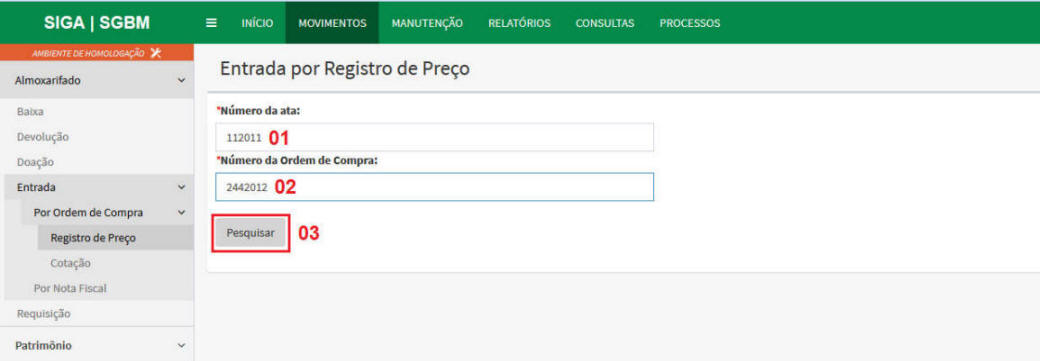 SIGA | SGBM
INÍCIO MOVIMENTOS MANUTENÇÃO RELATÓRIOS CONSULTAS PROCESSOS
AMBIENTE DE HOMOLOGAÇÃO
Almoxarifado
Baixa
Devolução
Doação
Entrada
Por Ordem de Compra
Registro de Preço
Cotação
Por Nota Fiscal
Requisição
Patrimônio
Entrada por Registro de Preço
*Número da ata:
112011 01
*Número da Ordem de Compra:
2442012 02
Pesquisar 03